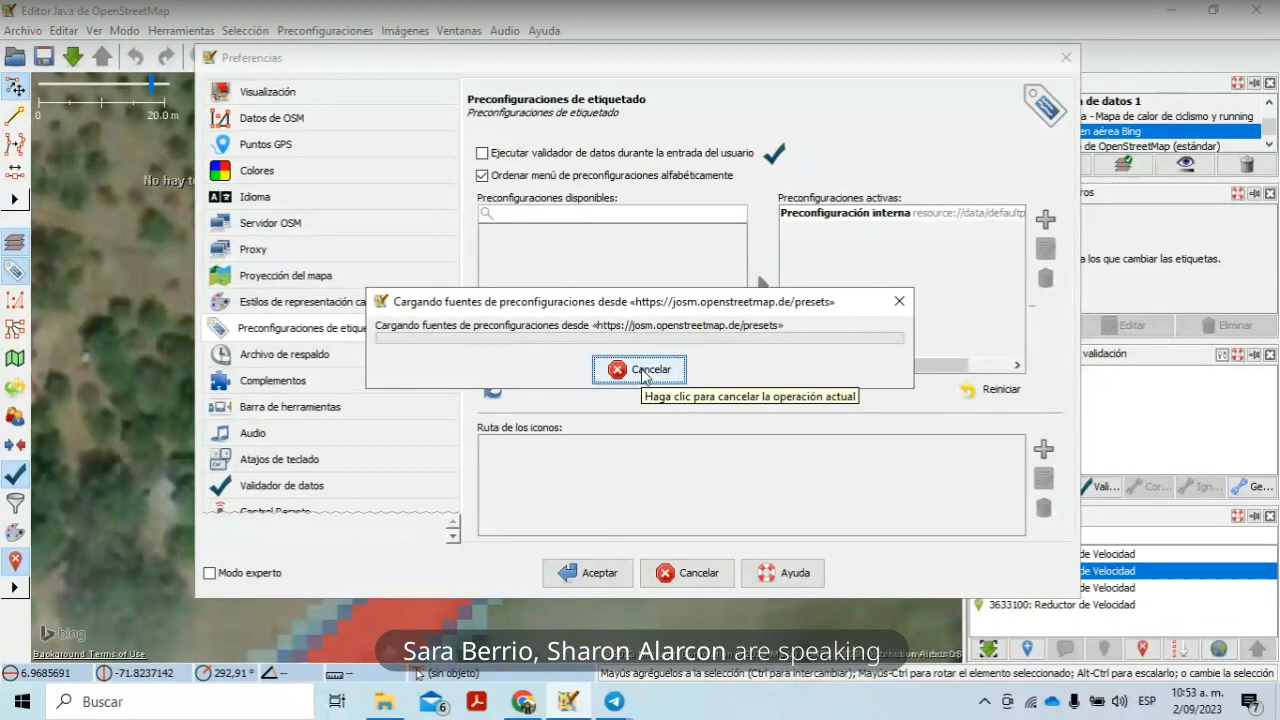 Editor Java de OpenStreetMap
Archivo Editar Ver Modo Herramientas Selección Preconfiguraciones Imágenes Ventanas Audio Ayuda
Preferencias
0 20.0 m
No hay t
Visualización
Datos de OSM
Puntos GPS
Colores
Idioma
Servidor OSM
Proxy
Proyección del mapa
Estilos de representación ca
Preconfiguraciones de etique
Archivo de respaldo
Complementos
Barra de herramientas
Audio
Atajos de teclado
Validador de datos
Control Remoto
Modo experto
Preconfiguraciones de etiquetado
Preconfiguraciones de etiquetado
Ejecutar validador de datos durante la entrada del usuario
Ordenar menú de preconfiguraciones alfabéticamente
Preconfiguraciones disponibles:
Preconfiguraciones activas:
Preconfiguración interna resource://data/defaultp
Cargando fuentes de preconfiguraciones desde «https://josm.openstreetmap.de/presets»
Cargando fuentes de preconfiguraciones desde «https://josm.openstreetmap.de/presets»
Cancelar
Haga clic para cancelar la operación actual
Reiniciar
Ruta de los iconos:
Aceptar Cancelar Ayuda
a de datos 1
a - Mapa de calor de ciclismo y running
en aérea Bing
o de OpenStreetMap (estándar)
ros
a los que cambiar las etiquetas.
Editar Eliminar
validación
Vali... Cor... Ign... Ge...
de Velocidad
de Velocidad
de Velocidad
3633100: Reductor de Velocidad
bing
Background Terms of Use
Sara Berrio, Sharon Alarcon are speaking
6.9685691 -71.8237142 292,91° -- -- (sin objeto) Mayús agréguelos a la selección (Ctrl para intercambiar); Mayús-Ctrl para rotar el elemento seleccionado; Alt-Ctrl para escalarlo; o cambie la selección
Buscar
6
ESP
10:53 a. m.
2/09/2023
7